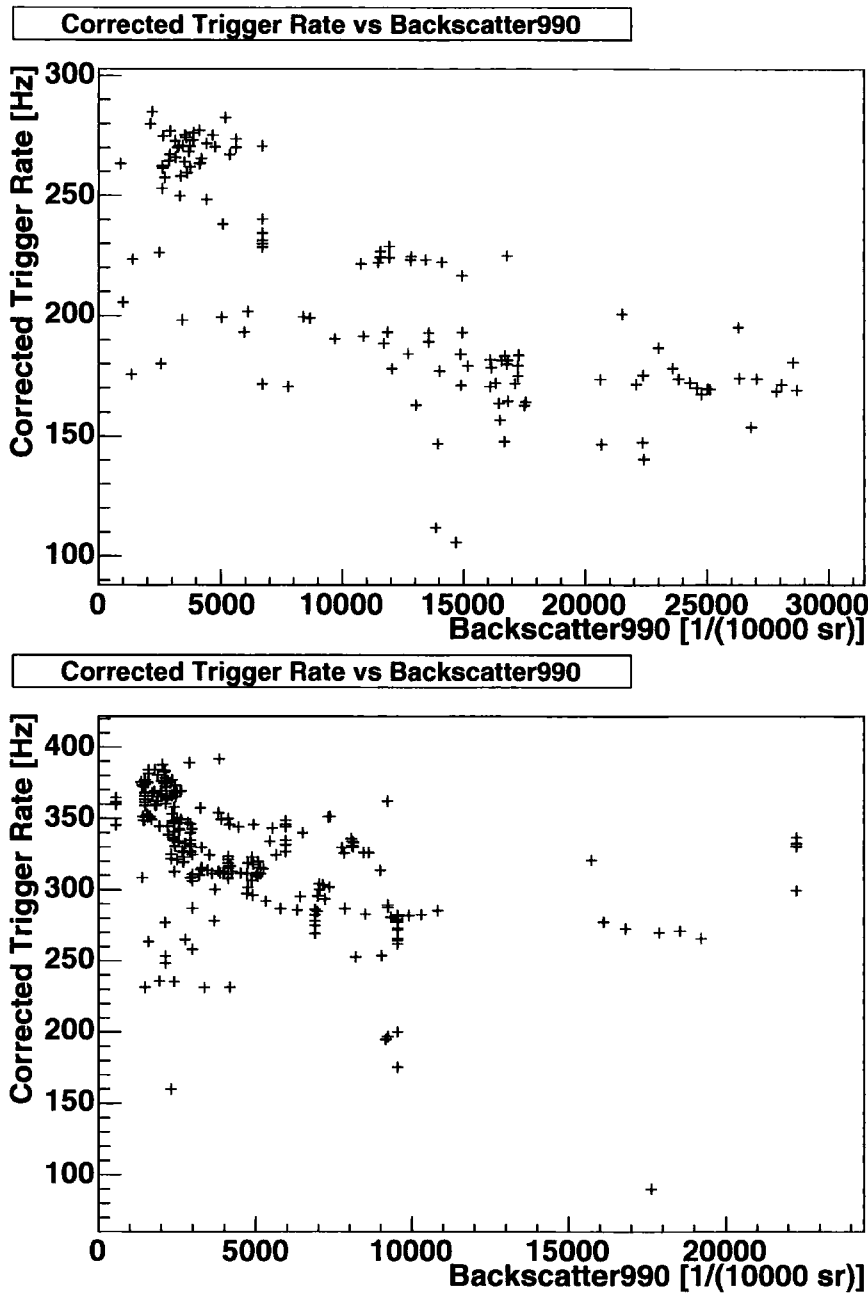 Corrected Trigger Rate vs Backscatter990
Corrected Trigger Rate [Hz]
300
250
200
150
100
0 5000 10000 15000 20000 25000 30000
Backscatter990 [1/(10000 sr)]
Corrected Trigger Rate vs Backscatter990
Corrected Trigger Rate [Hz]
400
350
300
250
200
150
100
0 5000 10000 15000 20000
Backscatter990 [1/(10000 sr)]